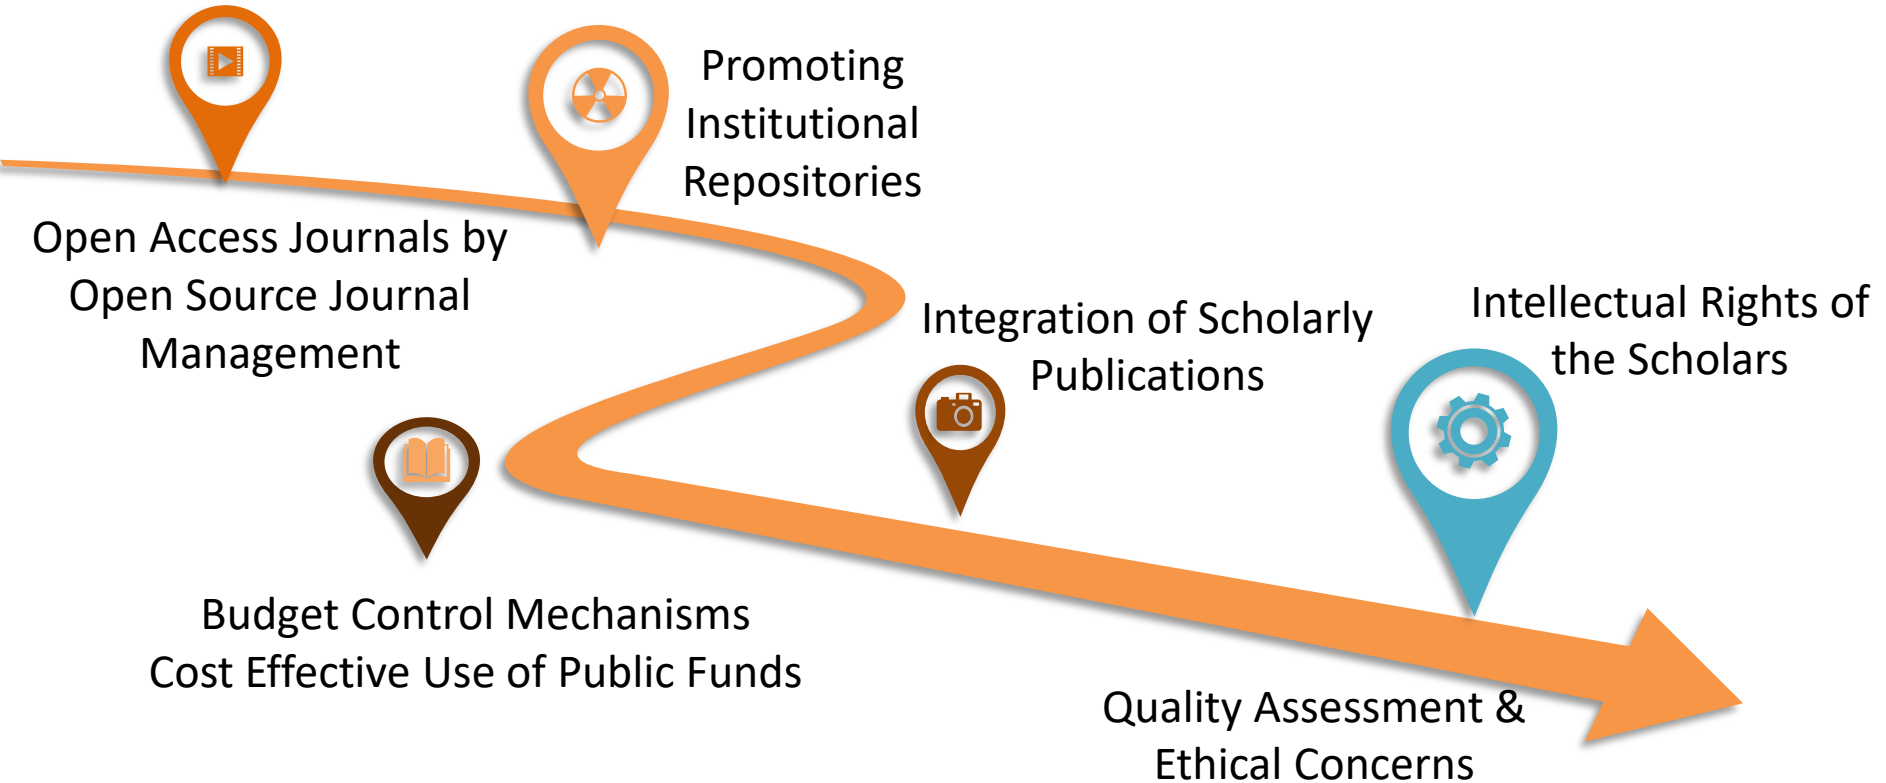 Promoting
Institutional
Repositories
Open Access Journals by
Open Source Journal
Management
Integration of Scholarly
Publications
Intellectual Rights of
the Scholars
Budget Control Mechanisms
Cost Effective Use of Public Funds
Quality Assessment &
Ethical Concerns